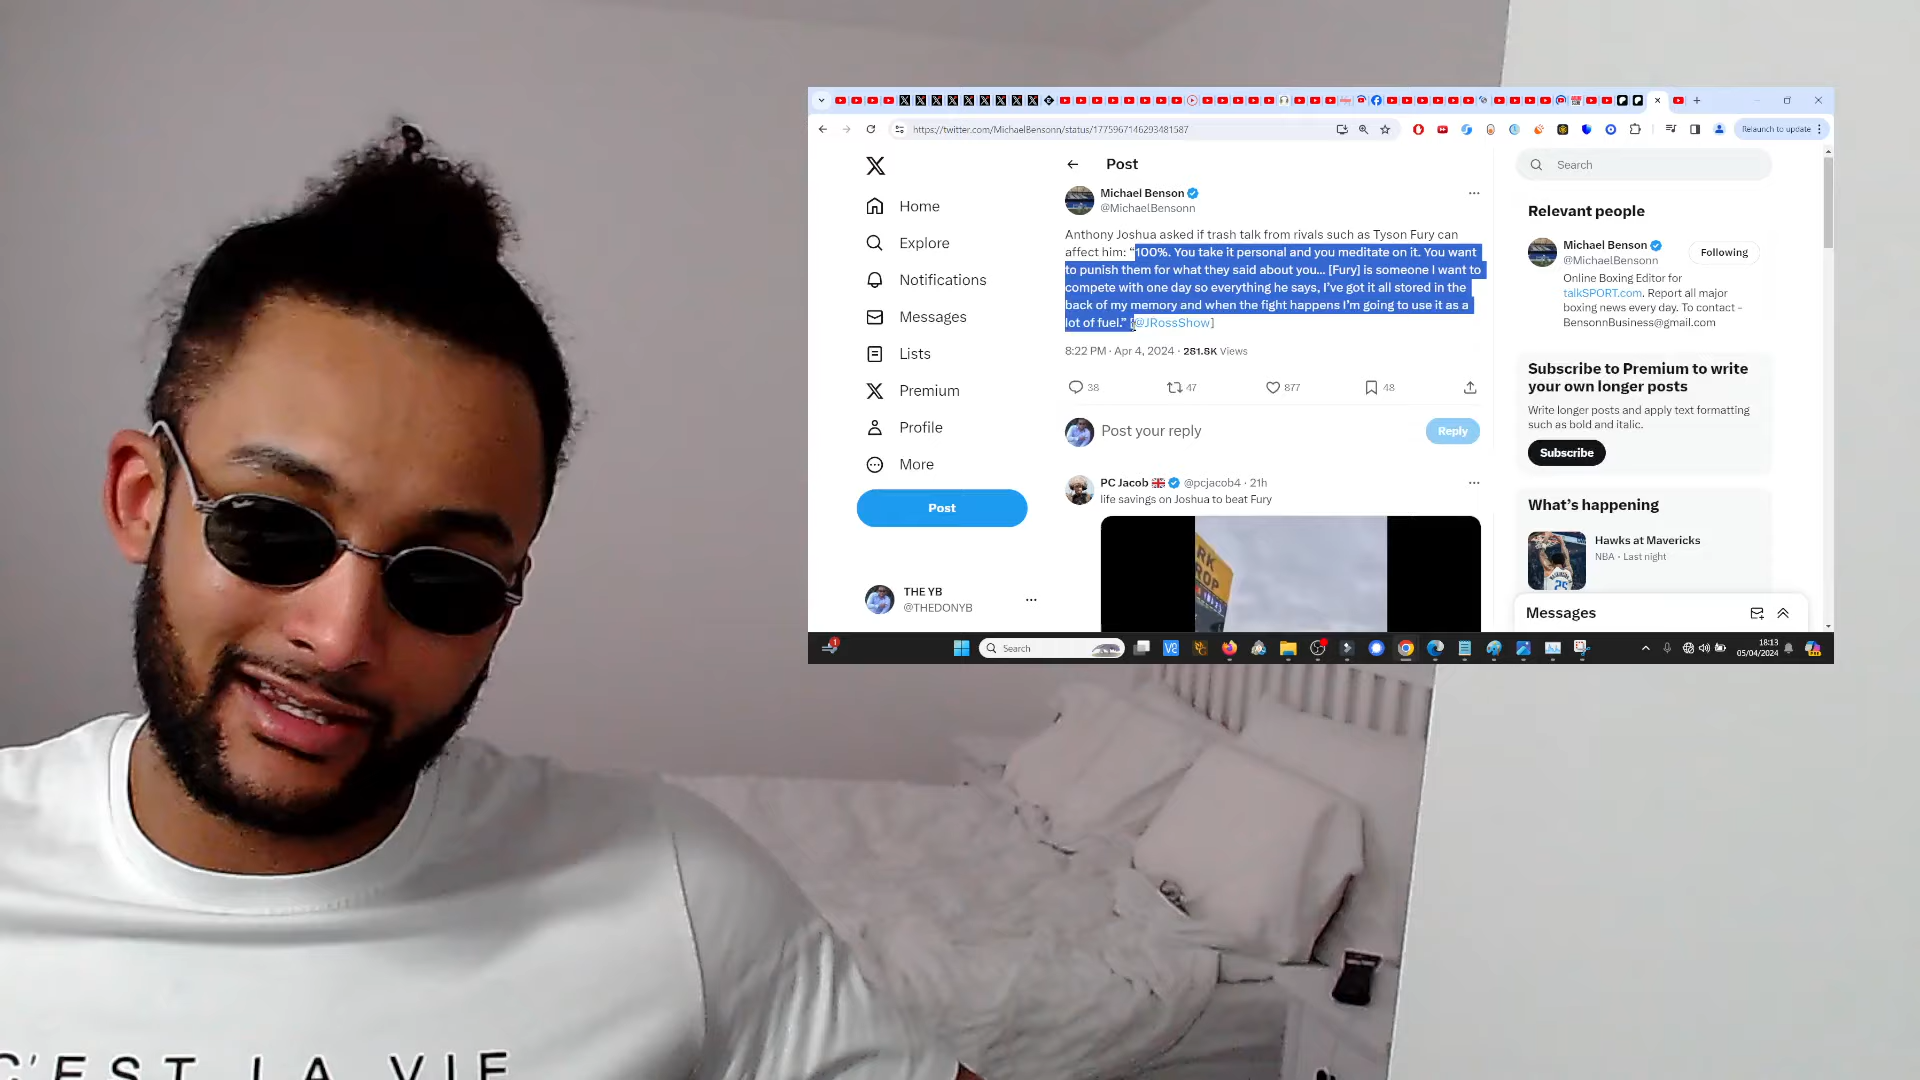 https://twitter.com/MichaelBensonn/status/1775967146293481587
Relaunch to update
Home
Explore
Notifications
Messages
Lists
Premium
Profile
More
Post
THE YB
@THEDONYB
Post
Michael Benson
@MichaelBensonn
Anthony Joshua asked if trash talk from rivals such as Tyson Fury can
affect him: “100%. You take it personal and you meditate on it. You want
to punish them for what they said about you... [Fury] is someone I want to
compete with one day so everything he says, I’ve got it all stored in the
back of my memory and when the fight happens I’m going to use it as a
lot of fuel.” [@JRossShow]
8:22 PM · Apr 4, 2024 · 281.8K Views
38 47 877 48
Post your reply
Reply
PC Jacob @pcjacob4 · 21h
life savings on Joshua to beat Fury
Search
Relevant people
Michael Benson
@MichaelBensonn
Following
Online Boxing Editor for
talkSPORT.com. Report all major
boxing news every day. To contact -
BensonnBusiness@gmail.com
Subscribe to Premium to write
your own longer posts
Write longer posts and apply text formatting
such as bold and italic.
Subscribe
What’s happening
Hawks at Mavericks
NBA · Last night
Messages
Search
18:13
05/04/2024
C'EST LA VIE